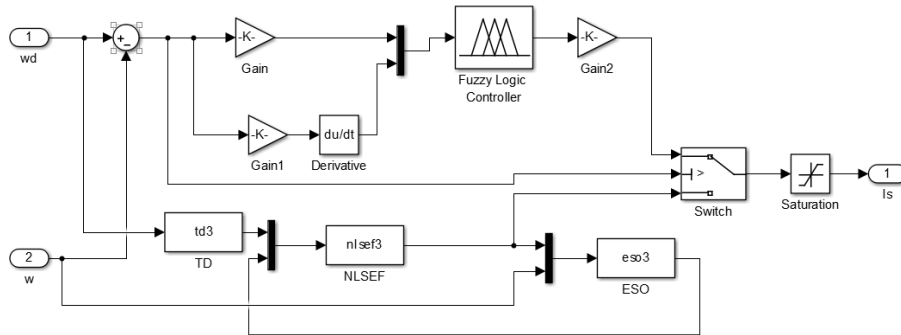 -K-
Gain
1
wd
+
−
Fuzzy Logic
Controller
-K-
Gain2
-K-
Gain1
du/dt
Derivative
>
Switch
Saturation
1
Is
td3
TD
nlsef3
NLSEF
eso3
ESO
2
w